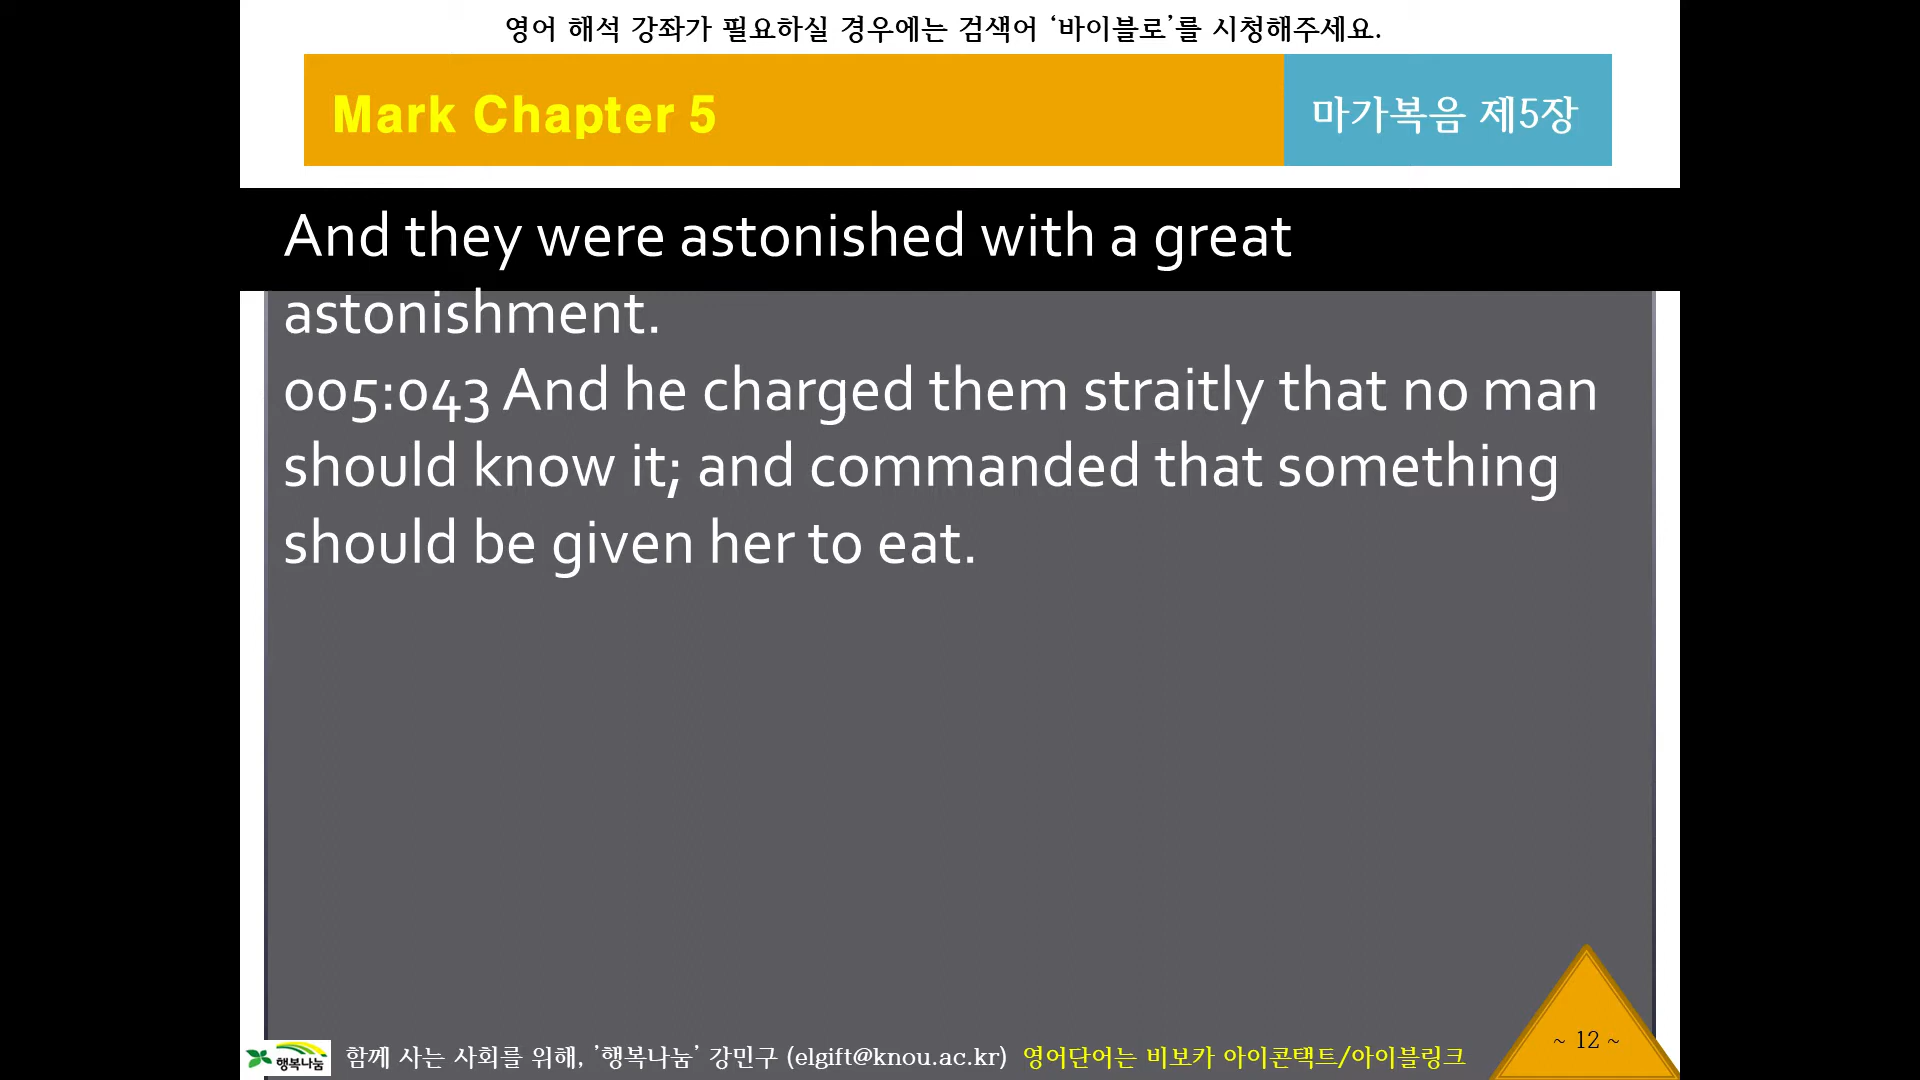 영어 해석 강좌가 필요하실 경우에는 검색어 ‘바이블로’를 시청해주세요.
Mark Chapter 5
마가복음 제5장
And they were astonished with a great
astonishment.
005:043 And he charged them straitly that no man
should know it; and commanded that something
should be given her to eat.
행복나눔
함께 사는 사회를 위해, ’행복나눔’ 강민구 (elgift@knou.ac.kr) 영어단어는 비보카 아이콘택트/아이블링크
~ 12 ~